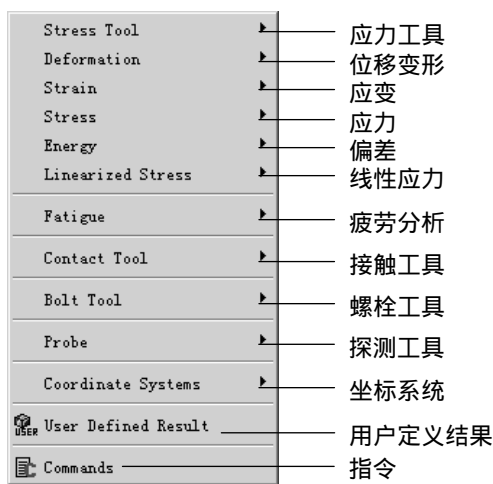 Stress Tool 应力工具
Deformation 位移变形
Strain 应变
Stress 应力
Energy 偏差
Linearized Stress 线性应力
Fatigue 疲劳分析
Contact Tool 接触工具
Bolt Tool 螺栓工具
Probe 探测工具
Coordinate Systems 坐标系统
USER User Defined Result 用户定义结果
Commands 指令